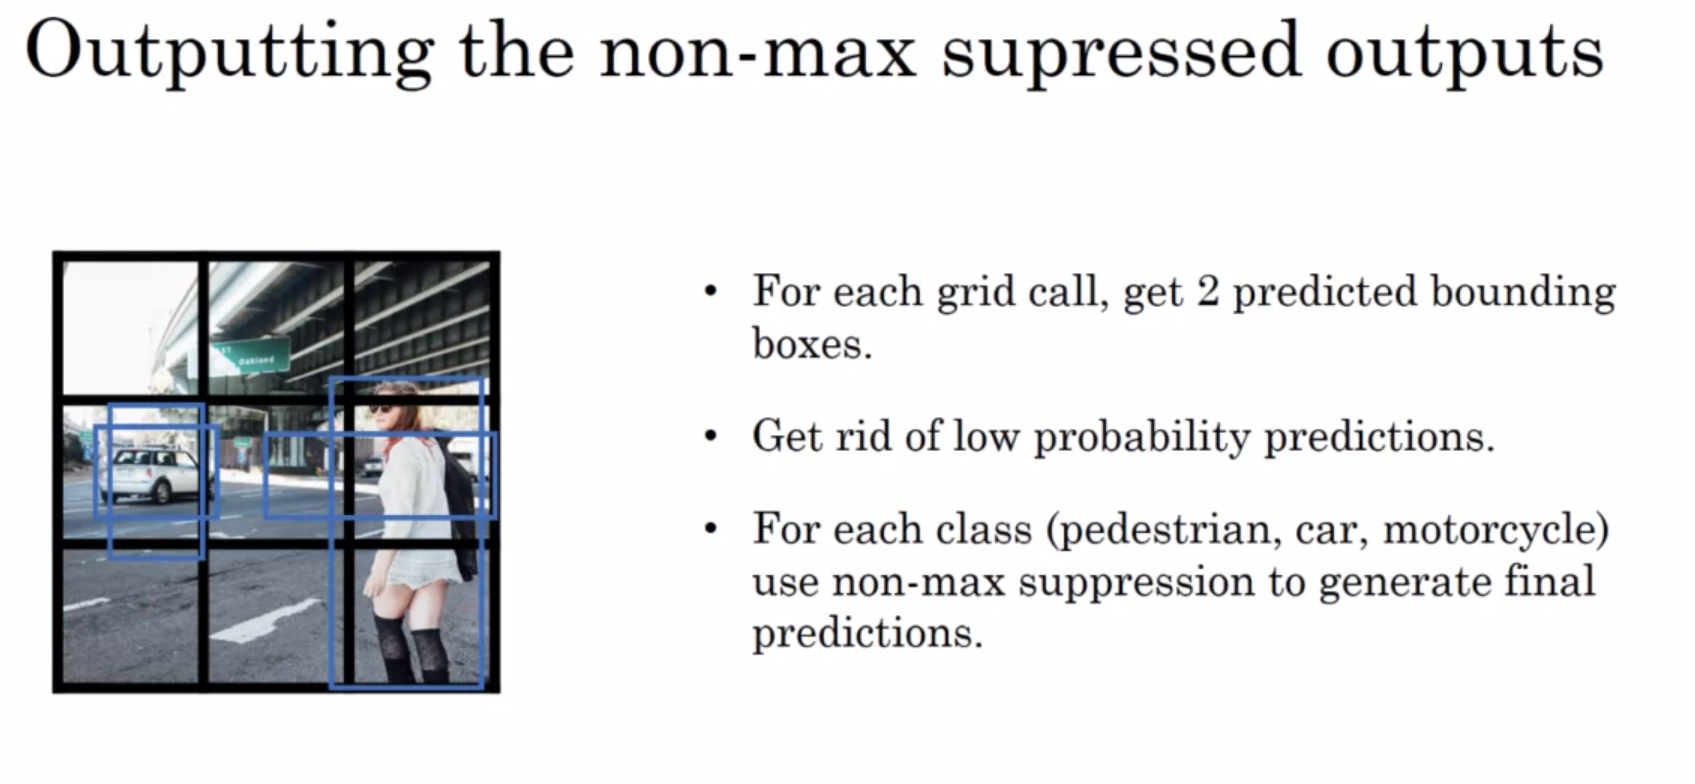 Outputting the non-max supressed outputs
Oakland
• For each grid call, get 2 predicted bounding
boxes.
• Get rid of low probability predictions.
• For each class (pedestrian, car, motorcycle)
use non-max suppression to generate final
predictions.